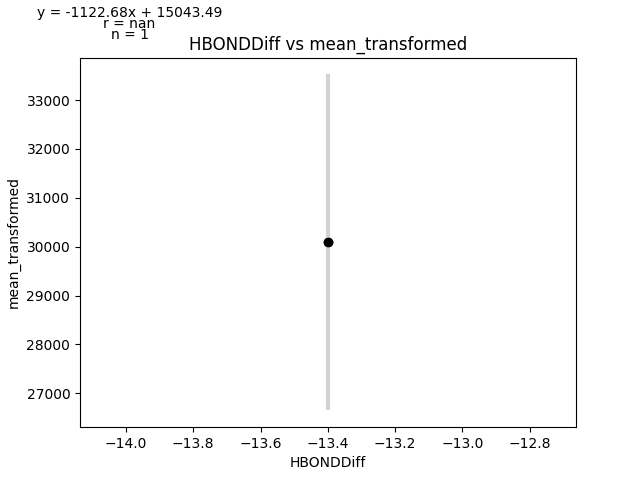 y = -1122.68x + 15043.49
r = nan
n = 1
HBONDDiff vs mean_transformed
33000
32000
31000
30000
29000
28000
27000
mean_transformed
−14.0 −13.8 −13.6 −13.4 −13.2 −13.0 −12.8
HBONDDiff